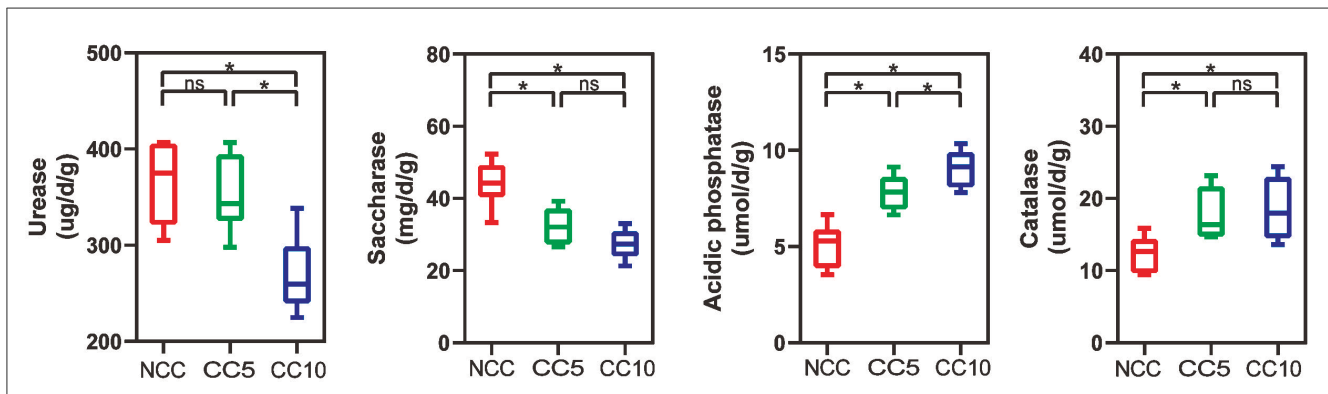 500
400
300
200
Urease
(ug/d/g)
*
ns
*
NCC
CC5
CC10
80
60
40
20
0
Saccharase
(mg/d/g)
*
*
ns
NCC
CC5
CC10
15
10
5
0
Acidic phosphatase
(umol/d/g)
*
*
*
NCC
CC5
CC10
40
30
20
10
0
Catalase
(umol/d/g)
*
*
ns
NCC
CC5
CC10